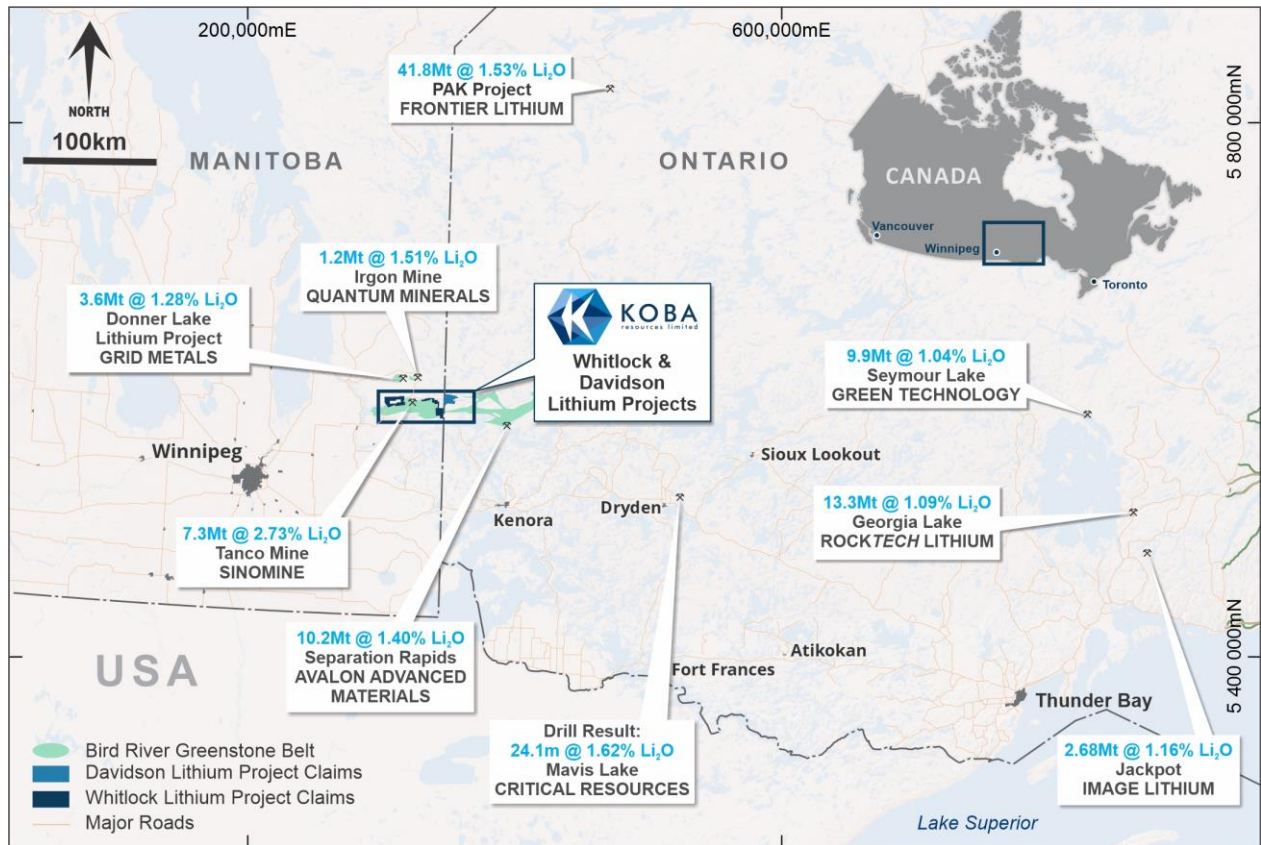 200,000mE
600,000mE
NORTH
100km
MANITOBA
ONTARIO
5 800 000mN
41.8Mt @ 1.53% Li₂O
PAK Project
FRONTIER LITHIUM
CANADA
Vancouver
Winnipeg
Toronto
1.2Mt @ 1.51% Li₂O
Irgon Mine
QUANTUM MINERALS
3.6Mt @ 1.28% Li₂O
Donner Lake
Lithium Project
GRID METALS
KOBA
resources limited
Whitlock &
Davidson
Lithium Projects
9.9Mt @ 1.04% Li₂O
Seymour Lake
GREEN TECHNOLOGY
Winnipeg
Sioux Lookout
Kenora
Dryden
13.3Mt @ 1.09% Li₂O
Georgia Lake
ROCKTECH LITHIUM
7.3Mt @ 2.73% Li₂O
Tanco Mine
SINOMINE
10.2Mt @ 1.40% Li₂O
Separation Rapids
AVALON ADVANCED
MATERIALS
USA
Fort Frances
Atikokan
Thunder Bay
5 400 000mN
Drill Result:
24.1m @ 1.62% Li₂O
Mavis Lake
CRITICAL RESOURCES
2.68Mt @ 1.16% Li₂O
Jackpot
IMAGE LITHIUM
Bird River Greenstone Belt
Davidson Lithium Project Claims
Whitlock Lithium Project Claims
Major Roads
Lake Superior